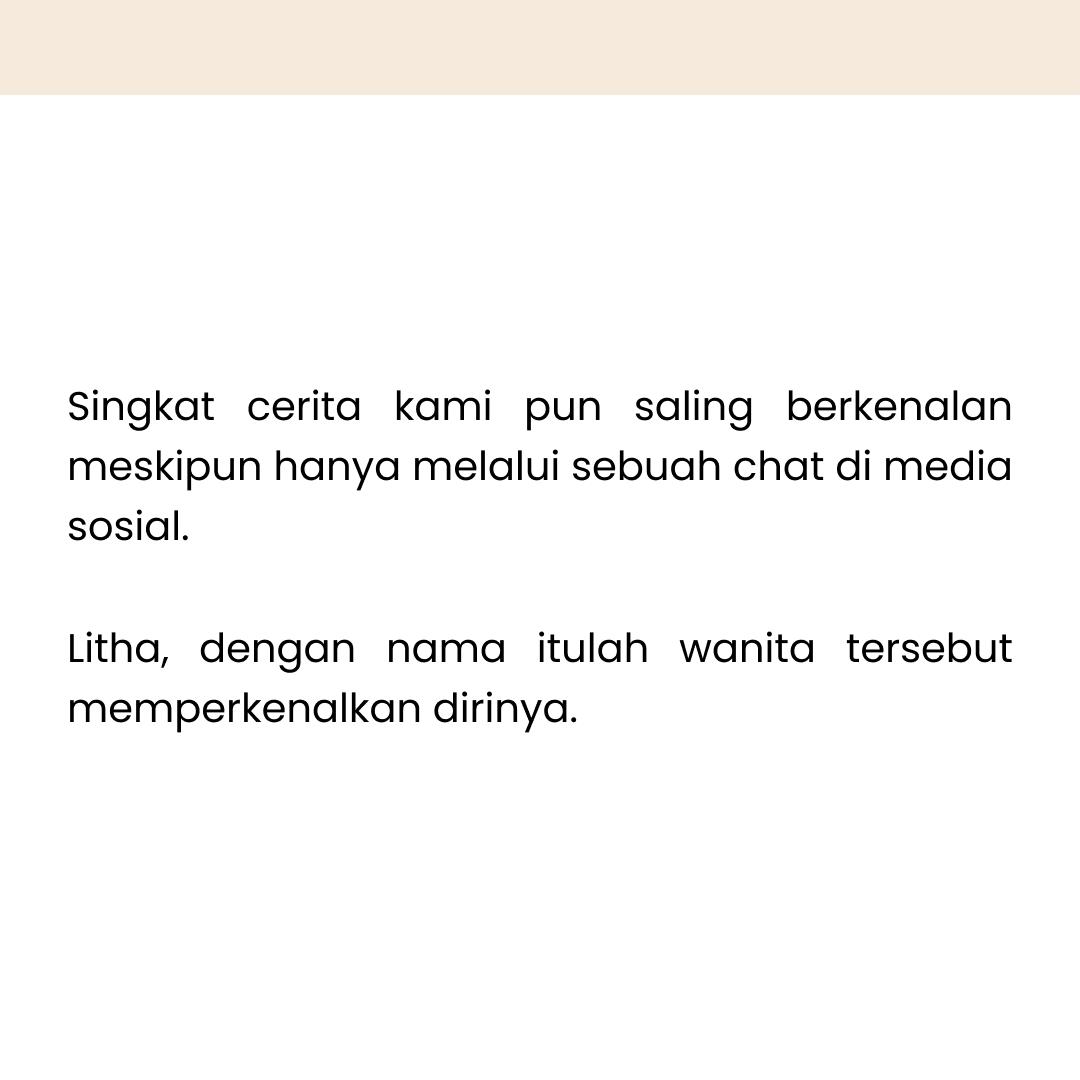 Singkat cerita kami pun saling berkenalan
meskipun hanya melalui sebuah chat di media
sosial.
Litha, dengan nama itulah wanita tersebut
memperkenalkan dirinya.